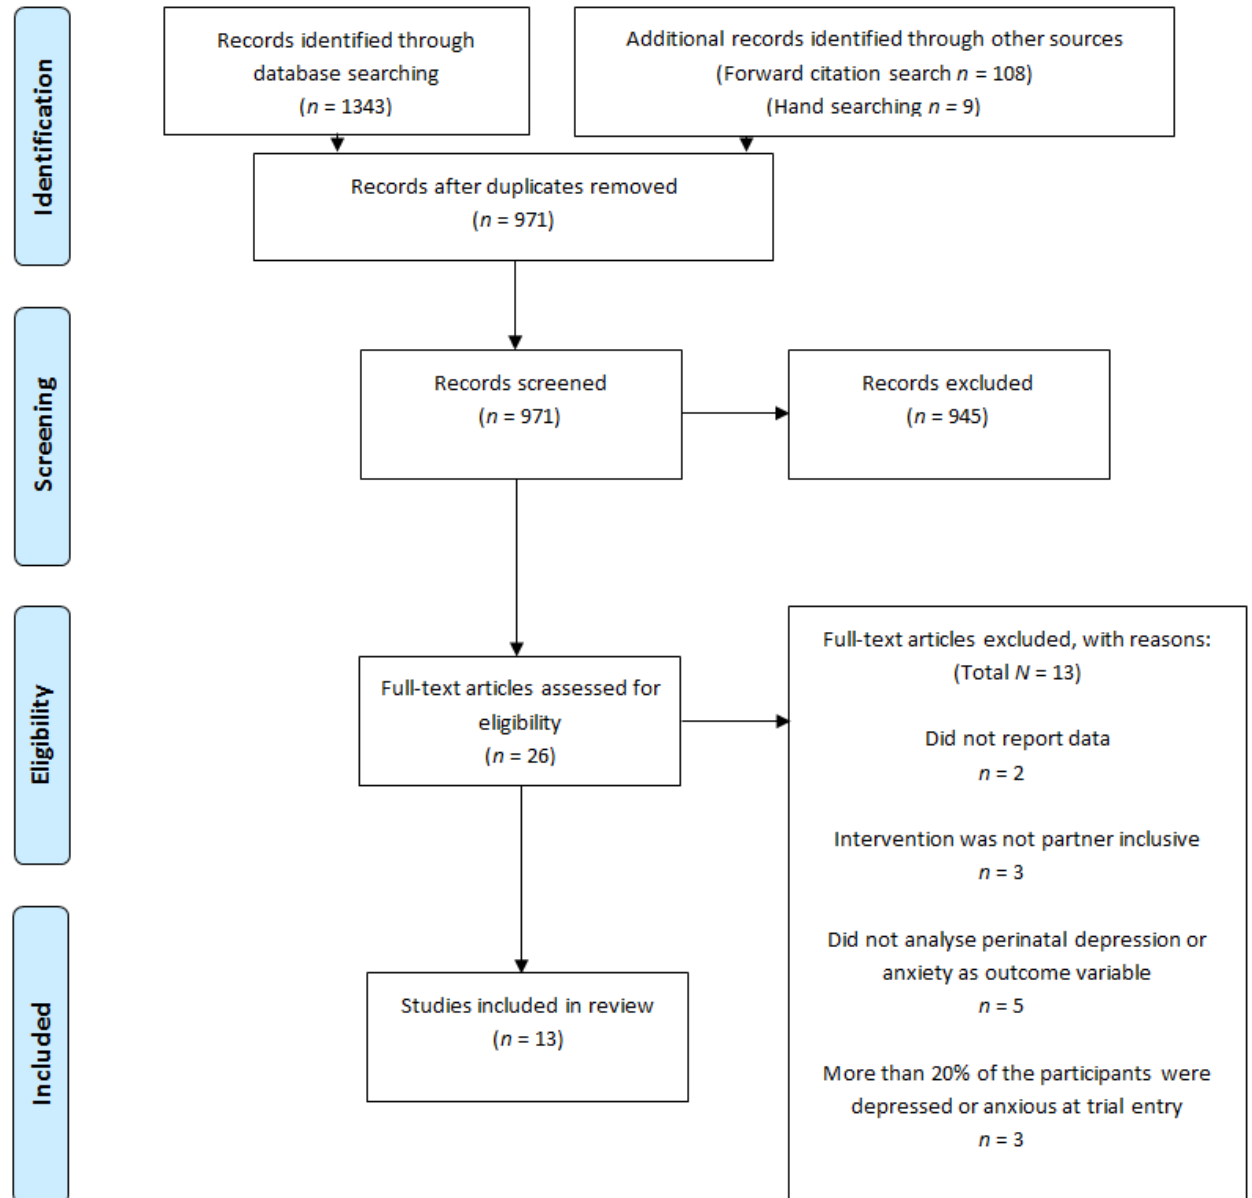 Identification
Records identified through
database searching
(n = 1343)
Additional records identified through other sources
(Forward citation search n = 108)
(Hand searching n = 9)
Records after duplicates removed
(n = 971)
Screening
Records screened
(n = 971)
Records excluded
(n = 945)
Eligibility
Full-text articles assessed for
eligibility
(n = 26)
Full-text articles excluded, with reasons:
(Total N = 13)
Did not report data
n = 2
Intervention was not partner inclusive
n = 3
Did not analyse perinatal depression or
anxiety as outcome variable
n = 5
More than 20% of the participants were
depressed or anxious at trial entry
n = 3
Included
Studies included in review
(n = 13)